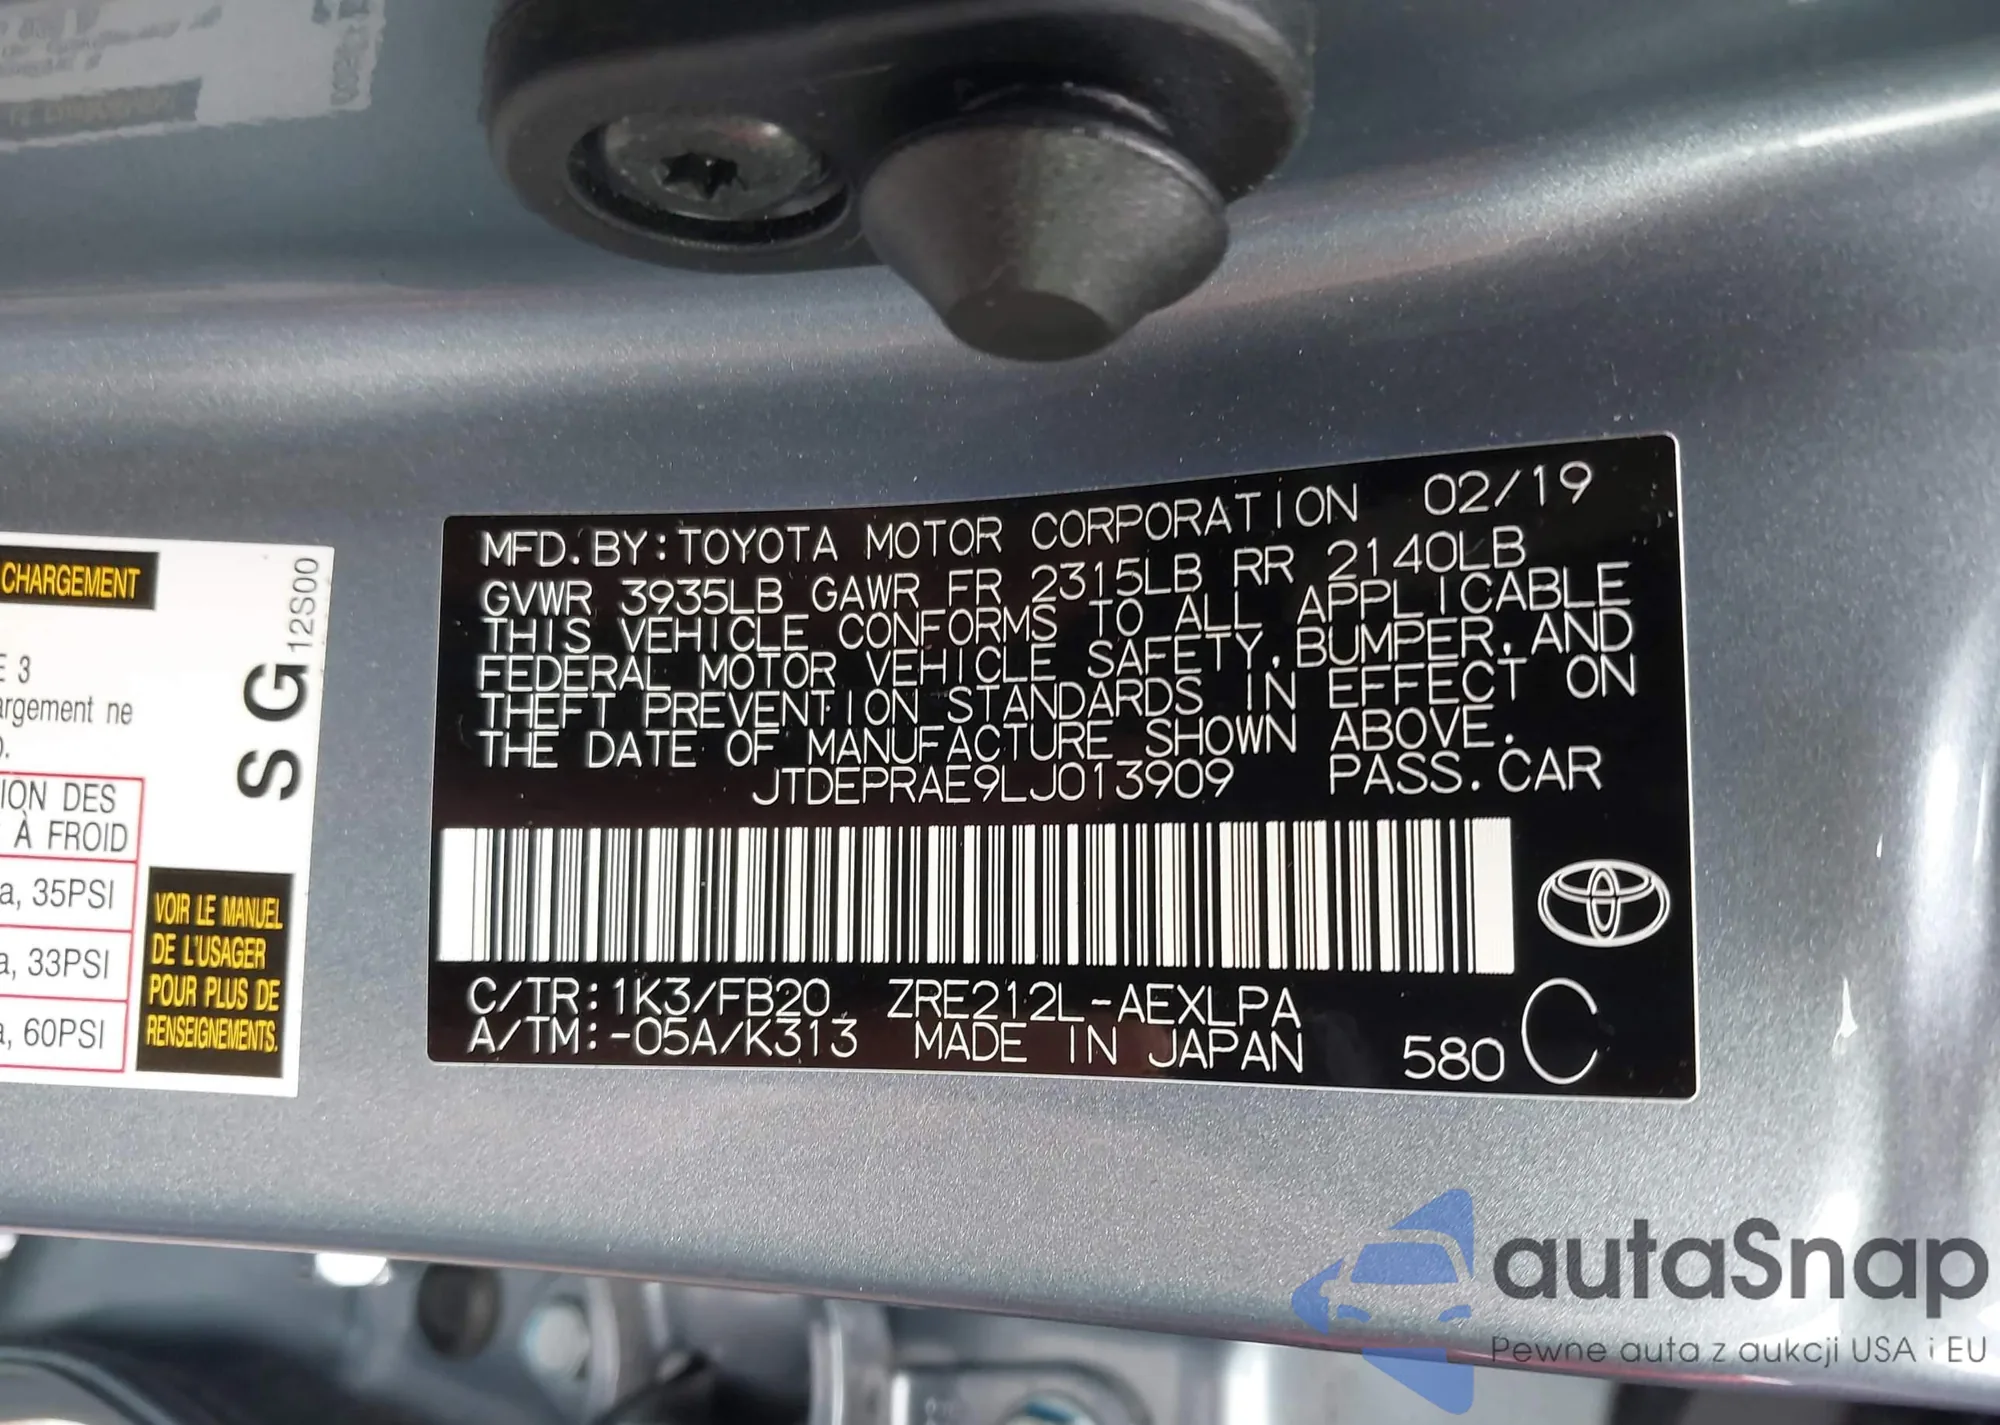 CHARGEMENT
E 3
argement ne
ION DES
À FROID
a, 35PSI
a, 33PSI
a, 60PSI
SG
12S00
VOIR LE MANUEL
DE L'USAGER
POUR PLUS DE
RENSEIGNEMENTS.
MFD. BY: TOYOTA MOTOR CORPORATION 02/19
GVWR 3935LB GAWR FR 2315LB RR 2140LB
THIS VEHICLE CONFORMS TO ALL APPLICABLE
FEDERAL MOTOR VEHICLE SAFETY, BUMPER, AND
THEFT PREVENTION STANDARDS IN EFFECT ON
THE DATE OF MANUFACTURE SHOWN ABOVE.
JTDEPRAE9LJ013909 PASS. CAR
C/TR: 1K3/FB20 ZRE212L-AEXLPA
A/TM: -05A/K313 MADE IN JAPAN 580 C
autaSnap
Pewne auta z aukcji USA i EU